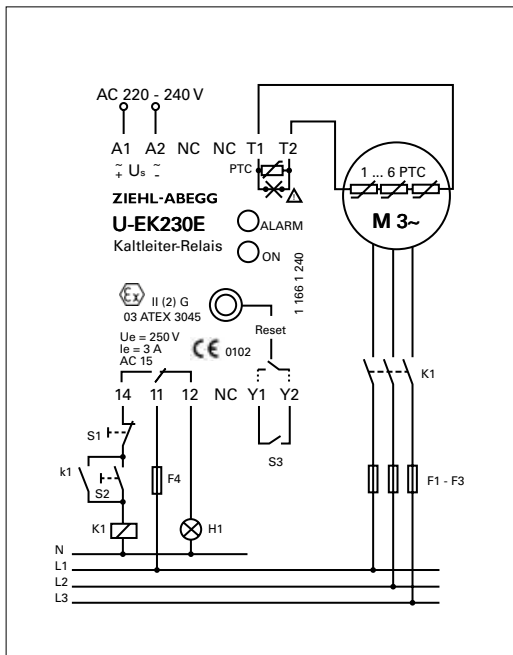 AC 220 - 240 V
A1 A2 NC NC T1 T2
~ Us ~
+ -
PTC
1 ... 6 PTC
M 3~
ZIEHL-ABEGG
U-EK230E
Kaltleiter-Relais
ALARM
ON
1 166 1 240
Ex II (2) G
03 ATEX 3045
Ue = 250 V
Ie = 3 A
AC 15
CE 0102
Reset
14 11 12 NC Y1 Y2
K1
S1
S3
k1
S2
F4
F1 - F3
K1
H1
N
L1
L2
L3